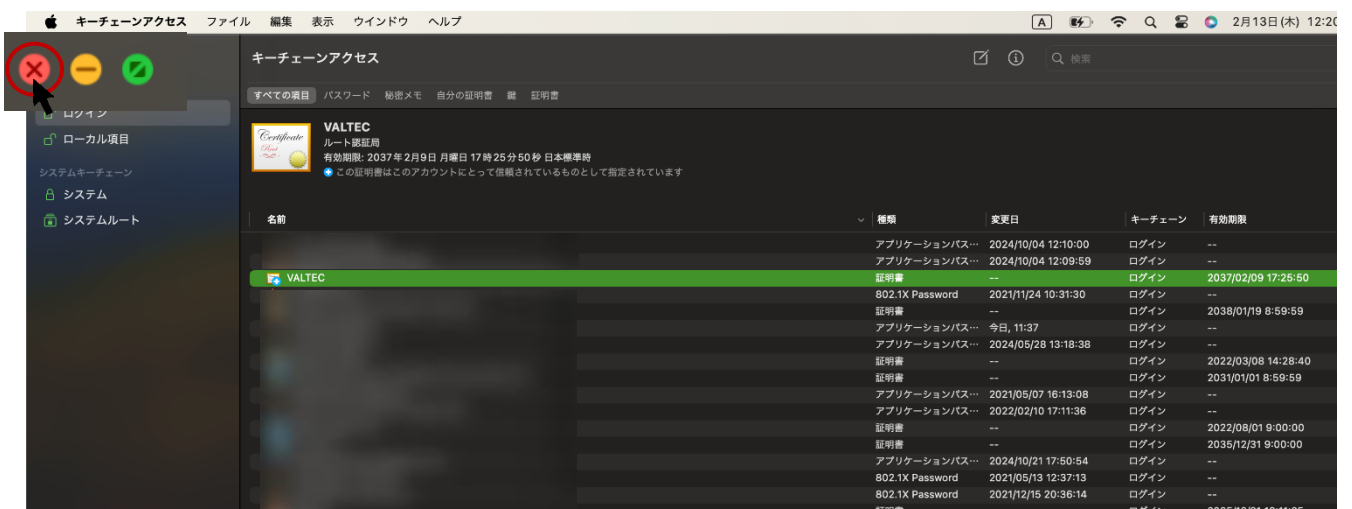 キーチェーンアクセス ファイル 編集 表示 ウインドウ ヘルプ A 2月13日(木) 12:20
キーチェーンアクセス 検索
すべての項目 パスワード 秘密メモ 自分の証明書 鍵 証明書
ログイン
ローカル項目
システムキーチェーン
システム
システムルート
Certificate
Root
VALTEC
ルート認証局
有効期限: 2037年2月9日 月曜日 17時25分50秒 日本標準時
この証明書はこのアカウントにとって信頼されているものとして指定されています
名前 種類 変更日 キーチェーン 有効期限
アプリケーションパス… 2024/10/04 12:10:00 ログイン --
アプリケーションパス… 2024/10/04 12:09:59 ログイン --
VALTEC 証明書 -- ログイン 2037/02/09 17:25:50
802.1X Password 2021/11/24 10:31:30 ログイン --
証明書 -- ログイン 2038/01/19 8:59:59
アプリケーションパス… 今日, 11:37 ログイン --
アプリケーションパス… 2024/05/28 13:18:38 ログイン --
証明書 -- ログイン 2022/03/08 14:28:40
証明書 -- ログイン 2031/01/01 8:59:59
アプリケーションパス… 2021/05/07 16:13:08 ログイン --
アプリケーションパス… 2022/02/10 17:11:36 ログイン --
証明書 -- ログイン 2022/08/01 9:00:00
証明書 -- ログイン 2035/12/31 9:00:00
アプリケーションパス… 2024/10/21 17:50:54 ログイン --
802.1X Password 2021/05/13 12:37:13 ログイン --
802.1X Password 2021/12/15 20:36:14 ログイン --